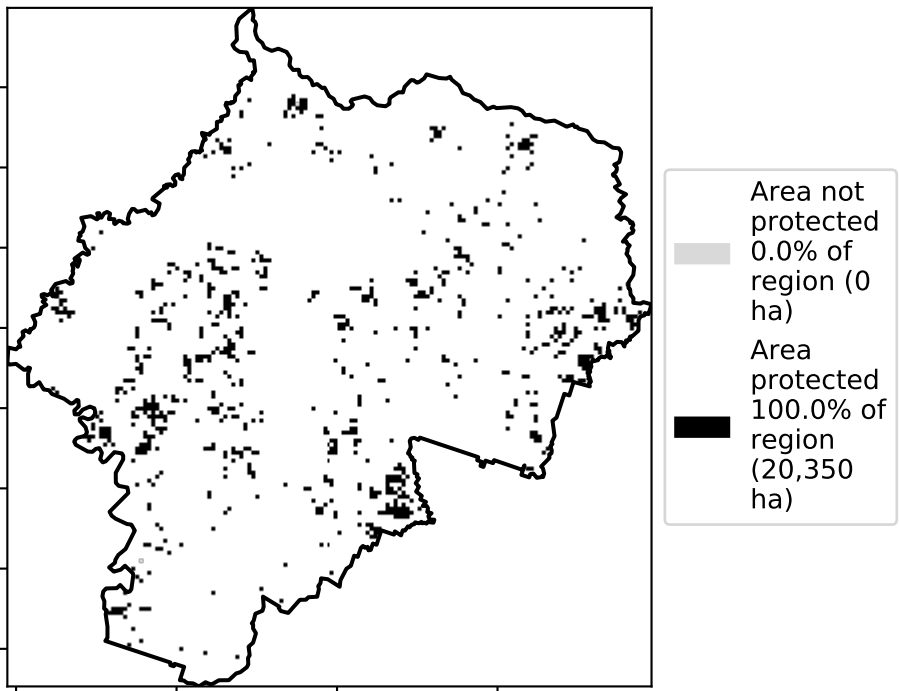 Area not
protected
0.0% of
region (0
ha)
Area
protected
100.0% of
region
(20,350
ha)